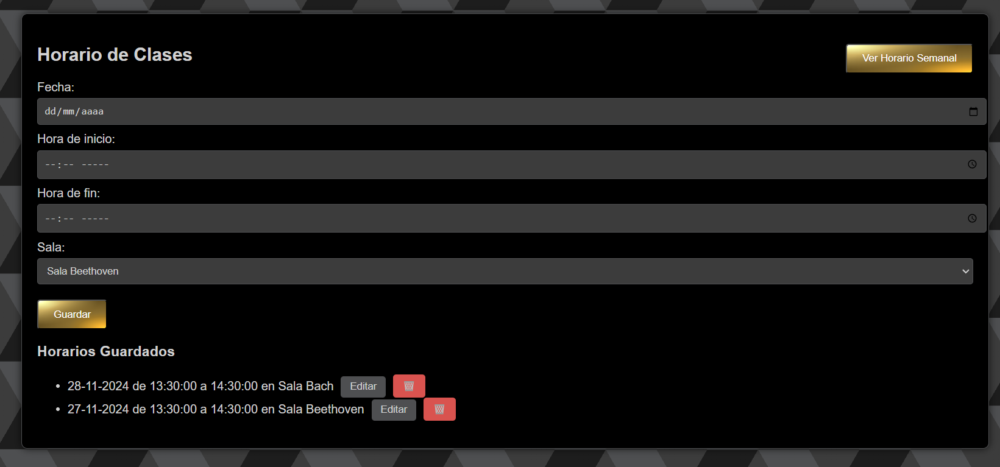 Horario de Clases
Ver Horario Semanal
Fecha:
dd/mm/aaaa
Hora de inicio:
--:-- -----
Hora de fin:
--:-- -----
Sala:
Sala Beethoven
Guardar
Horarios Guardados
• 28-11-2024 de 13:30:00 a 14:30:00 en Sala Bach Editar
• 27-11-2024 de 13:30:00 a 14:30:00 en Sala Beethoven Editar